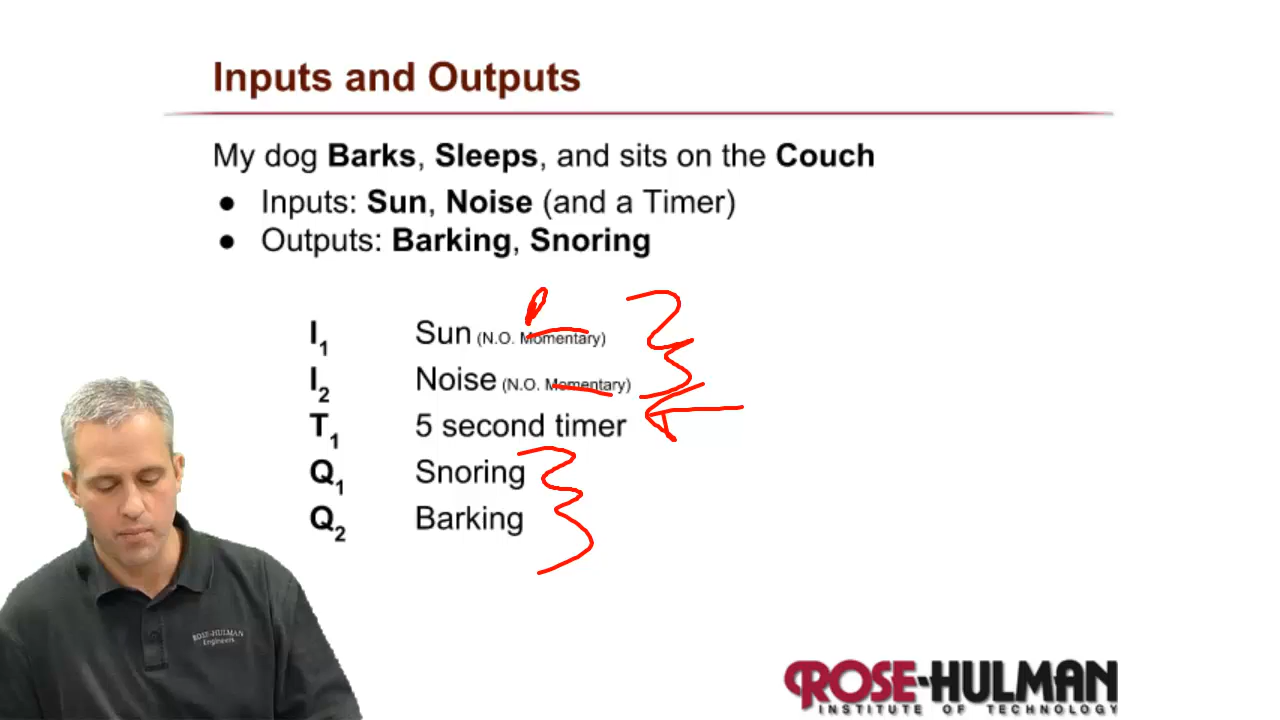 Inputs and Outputs
My dog Barks, Sleeps, and sits on the Couch
● Inputs: Sun, Noise (and a Timer)
● Outputs: Barking, Snoring
I1 Sun (N.O. Momentary)
I2 Noise (N.O. Momentary)
T1 5 second timer
Q1 Snoring
Q2 Barking
ROSE-HULMAN
Engineers
ROSE-HULMAN
INSTITUTE OF TECHNOLOGY